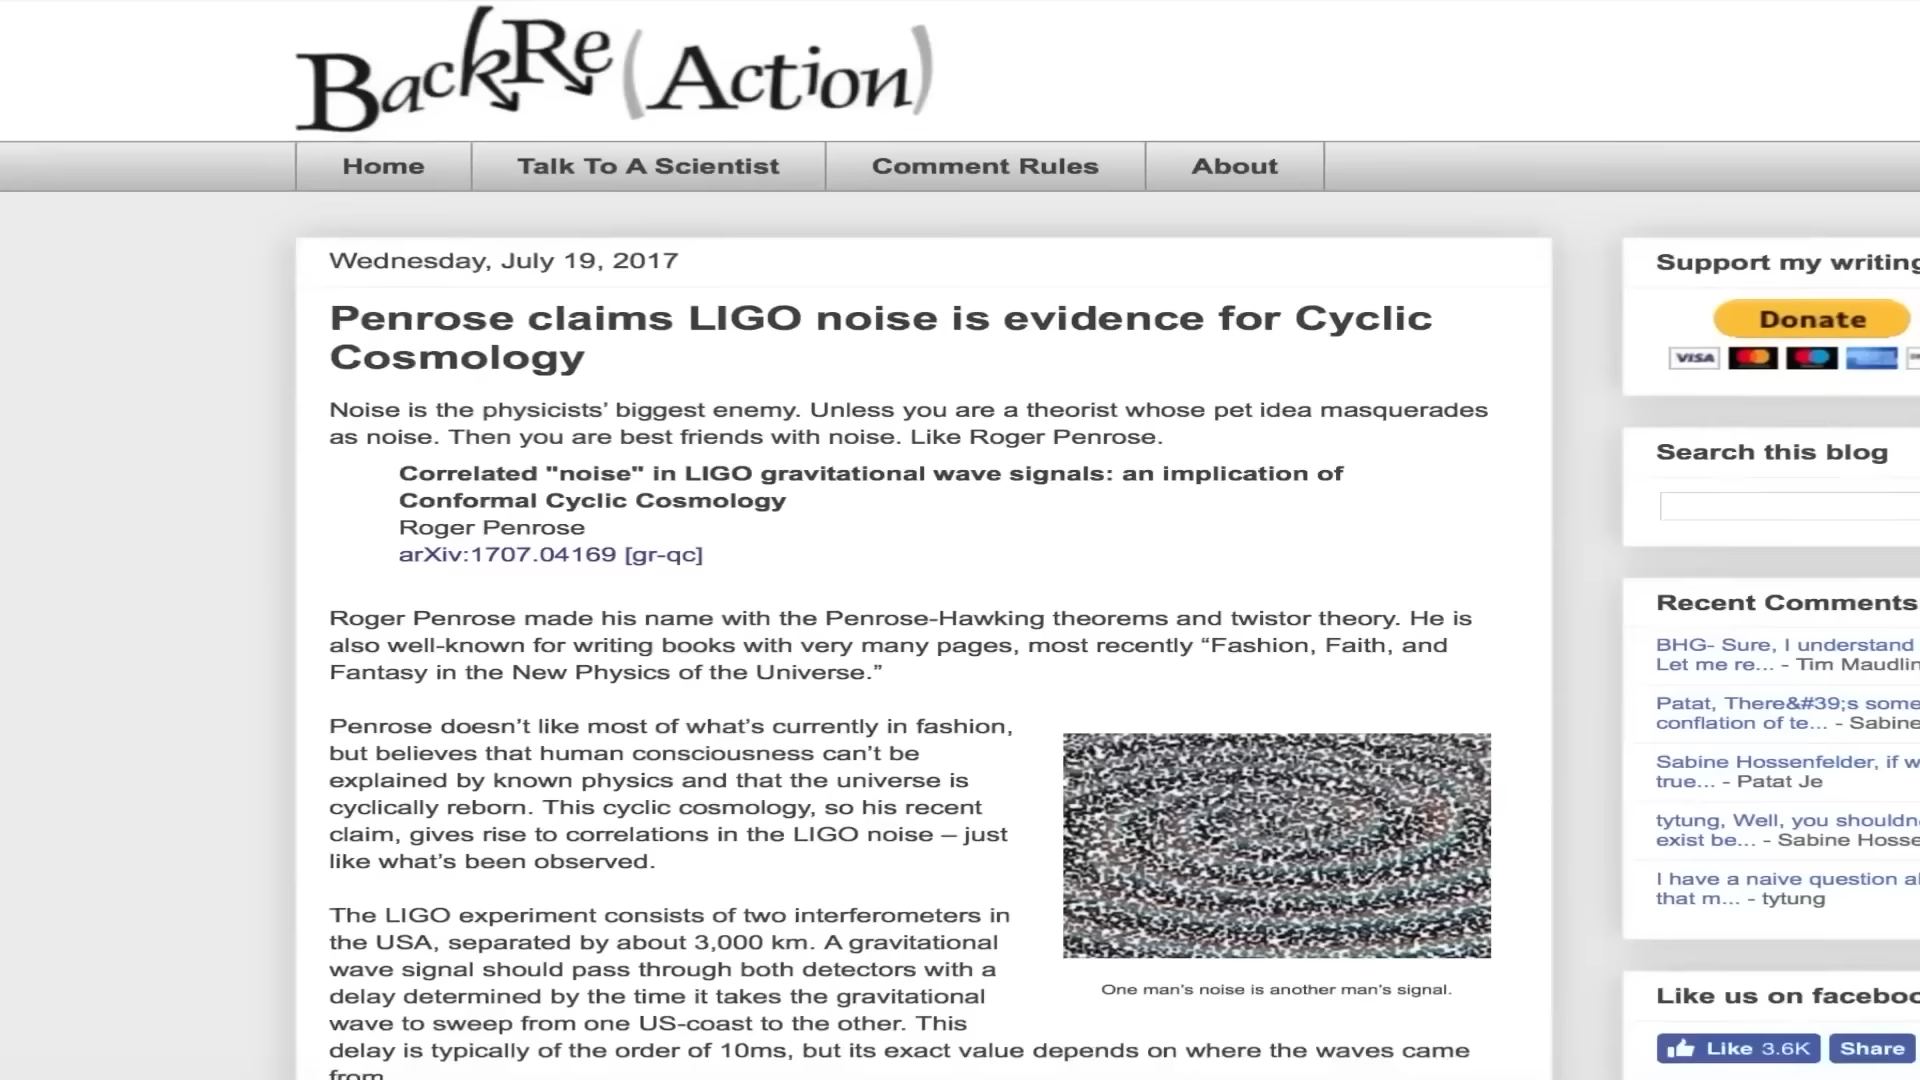 BackRe(Action)
Home
Talk To A Scientist
Comment Rules
About
Wednesday, July 19, 2017
Penrose claims LIGO noise is evidence for Cyclic
Cosmology
Noise is the physicists’ biggest enemy. Unless you are a theorist whose pet idea masquerades
as noise. Then you are best friends with noise. Like Roger Penrose.
Correlated "noise" in LIGO gravitational wave signals: an implication of
Conformal Cyclic Cosmology
Roger Penrose
arXiv:1707.04169 [gr-qc]
Roger Penrose made his name with the Penrose-Hawking theorems and twistor theory. He is
also well-known for writing books with very many pages, most recently “Fashion, Faith, and
Fantasy in the New Physics of the Universe.”
Penrose doesn’t like most of what’s currently in fashion,
but believes that human consciousness can’t be
explained by known physics and that the universe is
cyclically reborn. This cyclic cosmology, so his recent
claim, gives rise to correlations in the LIGO noise – just
like what’s been observed.
The LIGO experiment consists of two interferometers in
the USA, separated by about 3,000 km. A gravitational
wave signal should pass through both detectors with a
delay determined by the time it takes the gravitational
wave to sweep from one US-coast to the other. This
delay is typically of the order of 10ms, but its exact value depends on where the waves came
from.
One man’s noise is another man’s signal.
Support my writing
Donate
VISA
Search this blog
Recent Comments
BHG- Sure, I understand
Let me re... - Tim Maudlin
Patat, There&#39;s some
conflation of te... - Sabine
Sabine Hossenfelder, if w
true... - Patat Je
tytung, Well, you shouldn
exist be... - Sabine Hosse
I have a naive question a
that m... - tytung
Like us on faceboo
Like 3.6K
Share